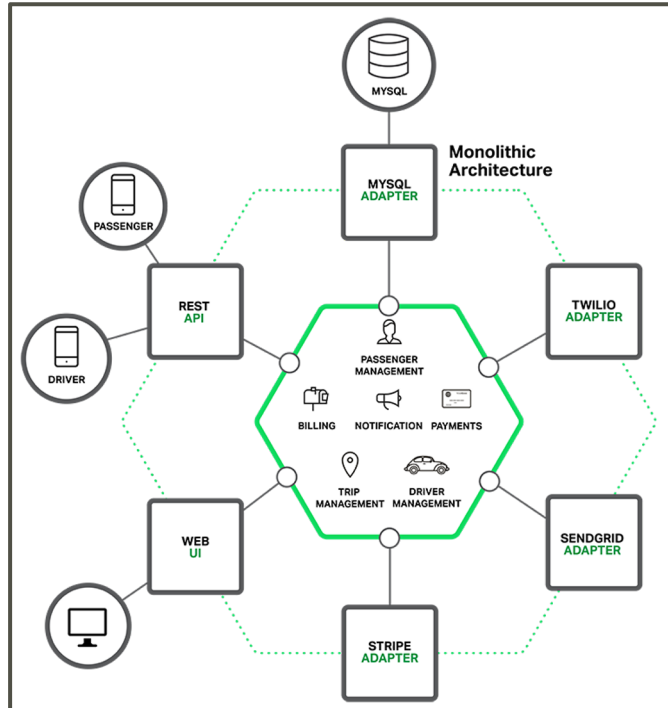 MYSQL
Monolithic
Architecture
MYSQL
ADAPTER
PASSENGER
REST
API
TWILIO
ADAPTER
DRIVER
PASSENGER
MANAGEMENT
BILLING
NOTIFICATION
PAYMENTS
TRIP
MANAGEMENT
DRIVER
MANAGEMENT
WEB
UI
SENDGRID
ADAPTER
STRIPE
ADAPTER